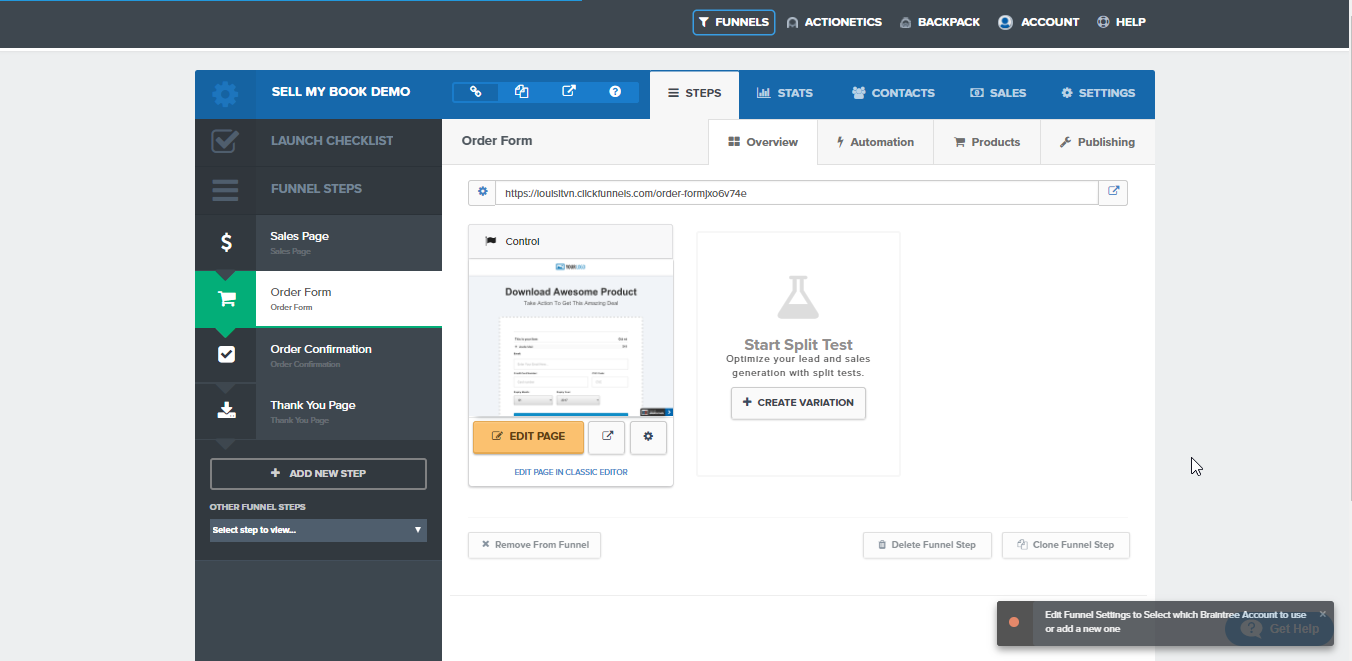 FUNNELS
ACTIONETICS
BACKPACK
ACCOUNT
HELP
SELL MY BOOK DEMO
STEPS
STATS
CONTACTS
SALES
SETTINGS
LAUNCH CHECKLIST
FUNNEL STEPS
Sales Page
Sales Page
Order Form
Order Form
Order Confirmation
Order Confirmation
Thank You Page
Thank You Page
+ ADD NEW STEP
OTHER FUNNEL STEPS
Select step to view...
Order Form
Overview
Automation
Products
Publishing
https://louisltvn.clickfunnels.com/order-formjxo6v74e
Control
Download Awesome Product
Take Action To Get This Amazing Deal
EDIT PAGE
EDIT PAGE IN CLASSIC EDITOR
Start Split Test
Optimize your lead and sales
generation with split tests.
+ CREATE VARIATION
Remove From Funnel
Delete Funnel Step
Clone Funnel Step
Edit Funnel Settings to Select which Braintree Account to use
or add a new one
Get Help